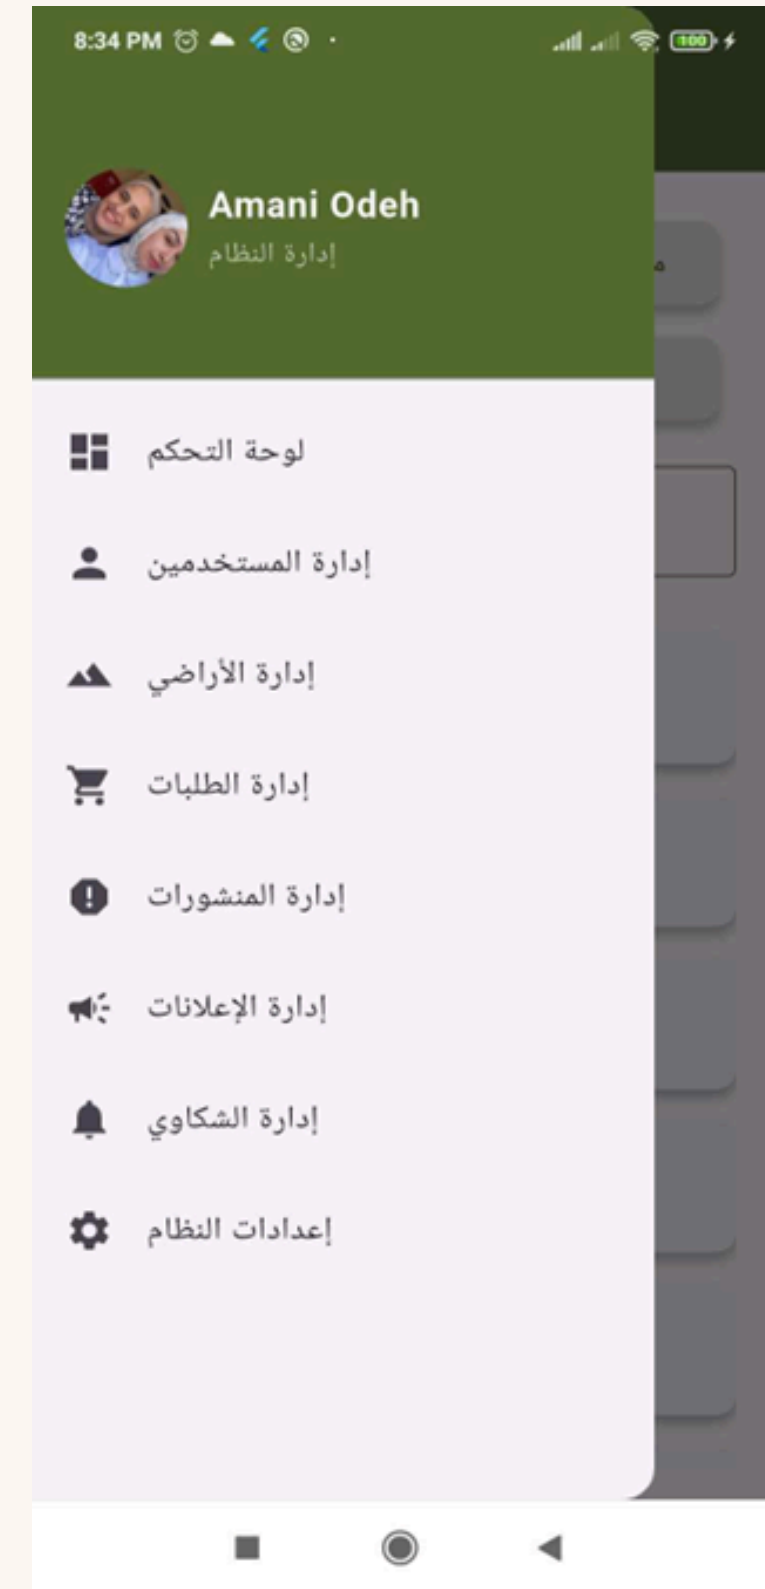 8:34 PM
100
Amani Odeh
إدارة النظام
لوحة التحكم
إدارة المستخدمين
إدارة الأراضي
إدارة الطلبات
إدارة المنشورات
إدارة الإعلانات
إدارة الشكاوي
إعدادات النظام